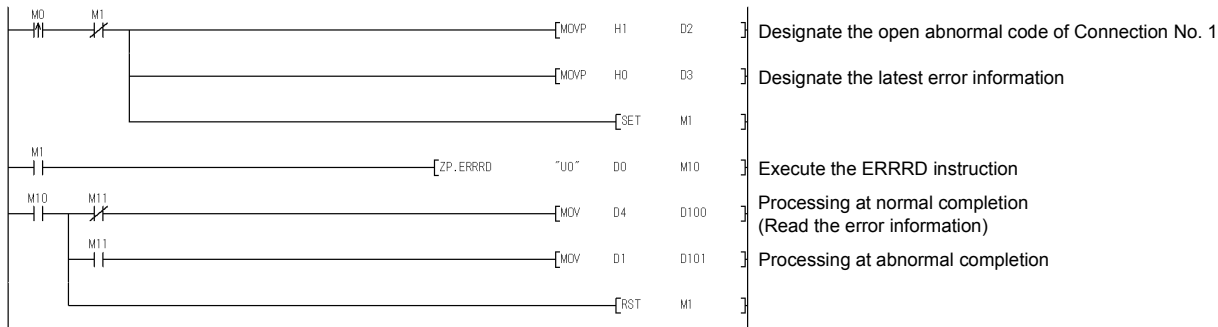 M0 M1
[MOVP H1 D2 ] Designate the open abnormal code of Connection No. 1
[MOVP H0 D3 ] Designate the latest error information
[SET M1 ]
M1
[ZP.ERRRD "U0" D0 M10 ] Execute the ERRRD instruction
M10 M11
[MOV D4 D100 ] Processing at normal completion
(Read the error information)
M11
[MOV D1 D101 ] Processing at abnormal completion
[RST M1 ]